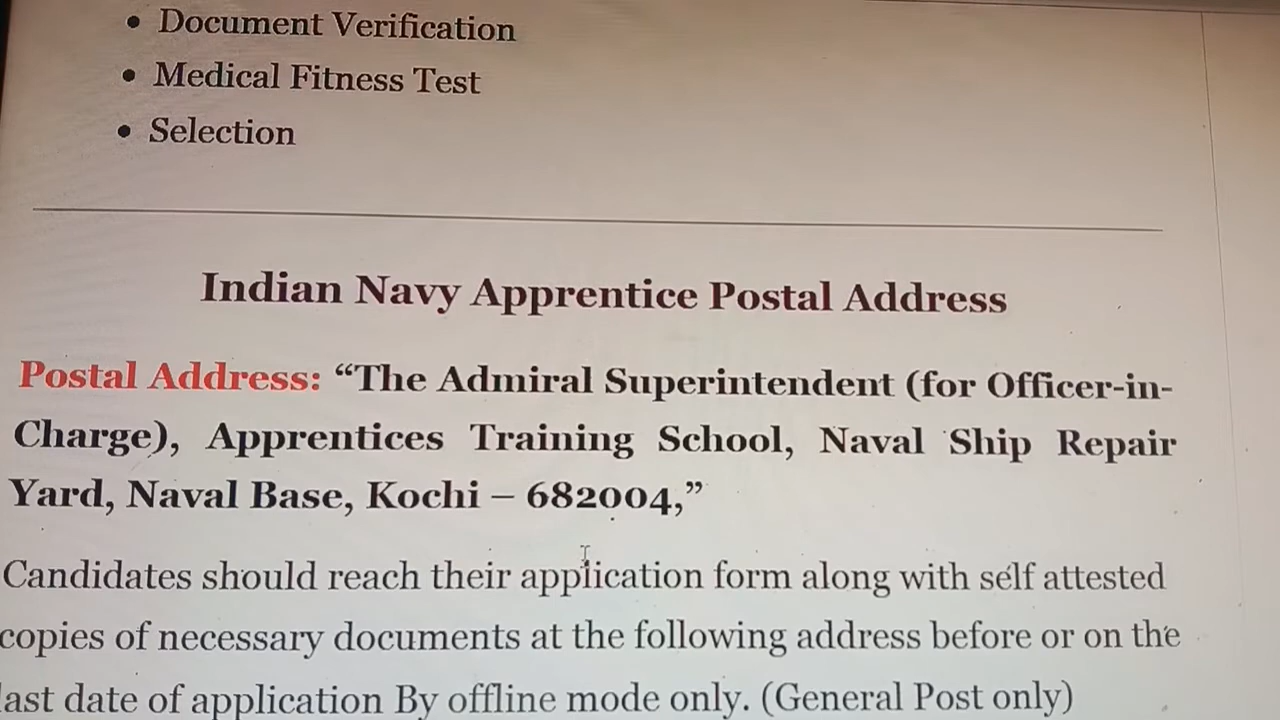 • Document Verification
• Medical Fitness Test
• Selection
Indian Navy Apprentice Postal Address
Postal Address: “The Admiral Superintendent (for Officer-in-
Charge), Apprentices Training School, Naval Ship Repair
Yard, Naval Base, Kochi – 682004,”
Candidates should reach their application form along with self attested
copies of necessary documents at the following address before or on the
last date of application By offline mode only. (General Post only)